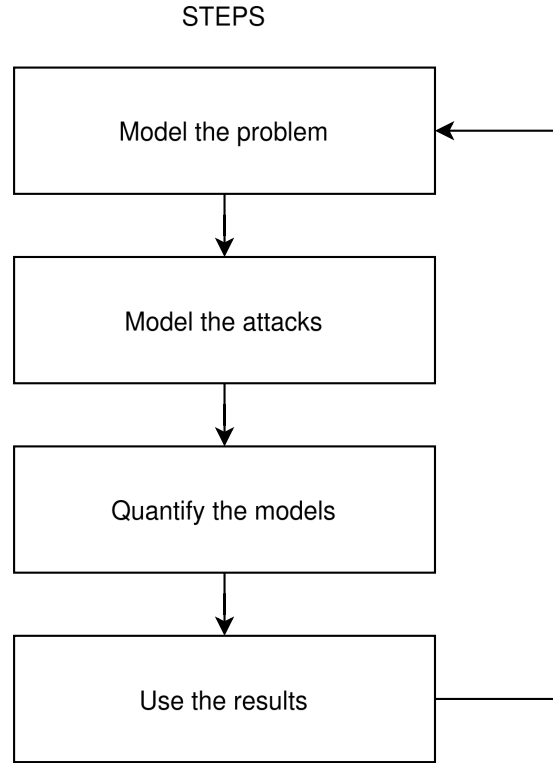 STEPS
Model the problem
Model the attacks
Quantify the models
Use the results